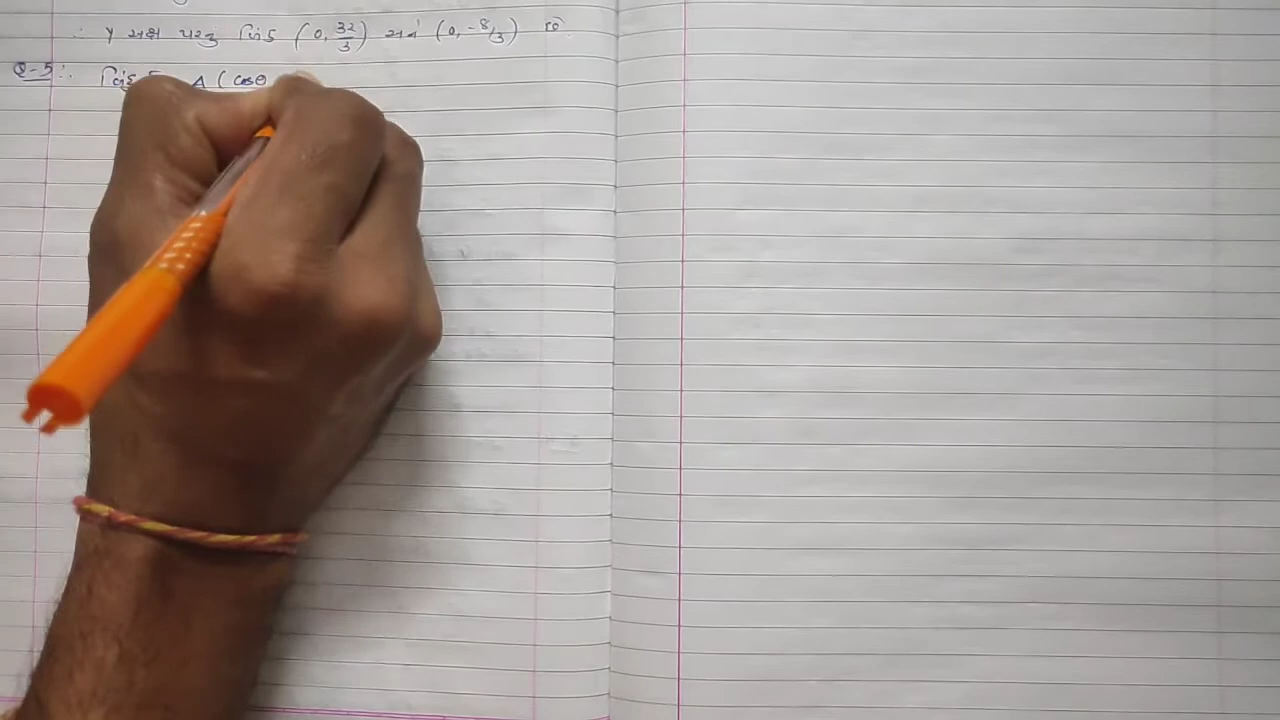 ∴ Y અક્ષ પરનું બિંદુ (0, 32/3) અને (0, -8/3) છે.
Q-5 ∴ A (cosθ